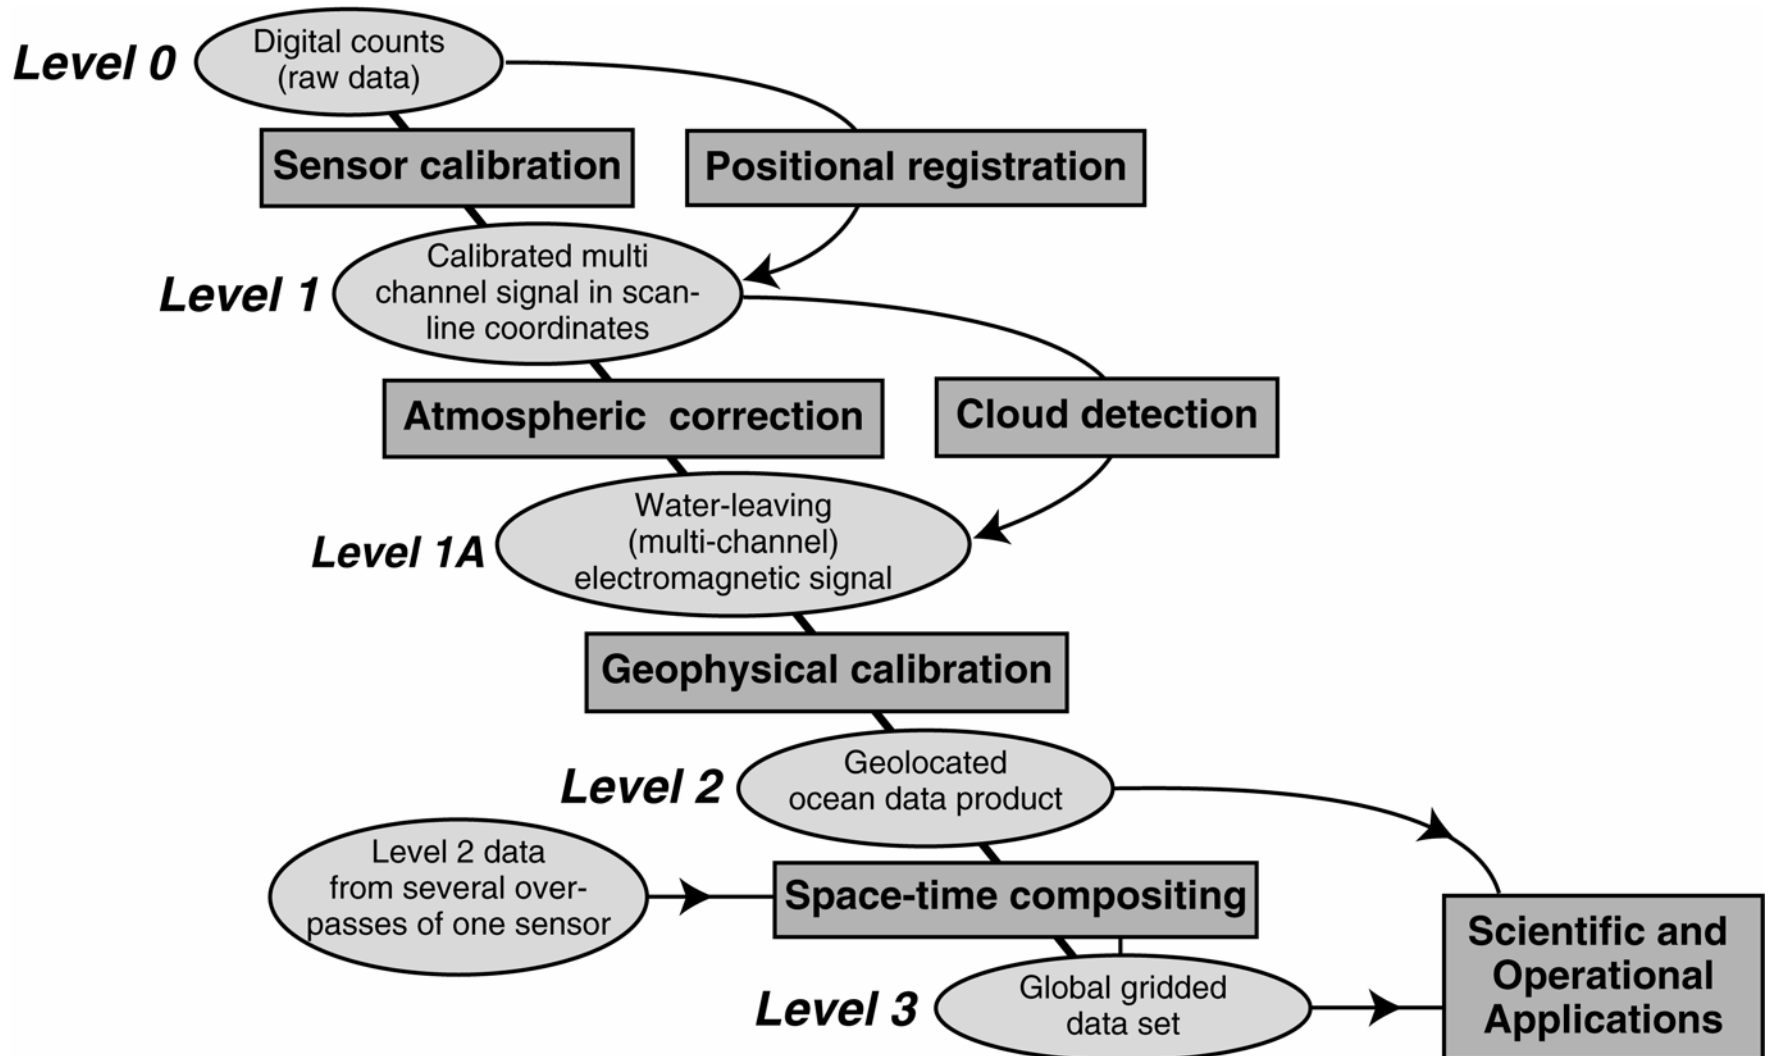 Level 0
Digital counts
(raw data)
Sensor calibration
Positional registration
Level 1
Calibrated multi
channel signal in scan-
line coordinates
Atmospheric correction
Cloud detection
Level 1A
Water-leaving
(multi-channel)
electromagnetic signal
Geophysical calibration
Level 2
Geolocated
ocean data product
Level 2 data
from several over-
passes of one sensor
Space-time compositing
Level 3
Global gridded
data set
Scientific and
Operational
Applications